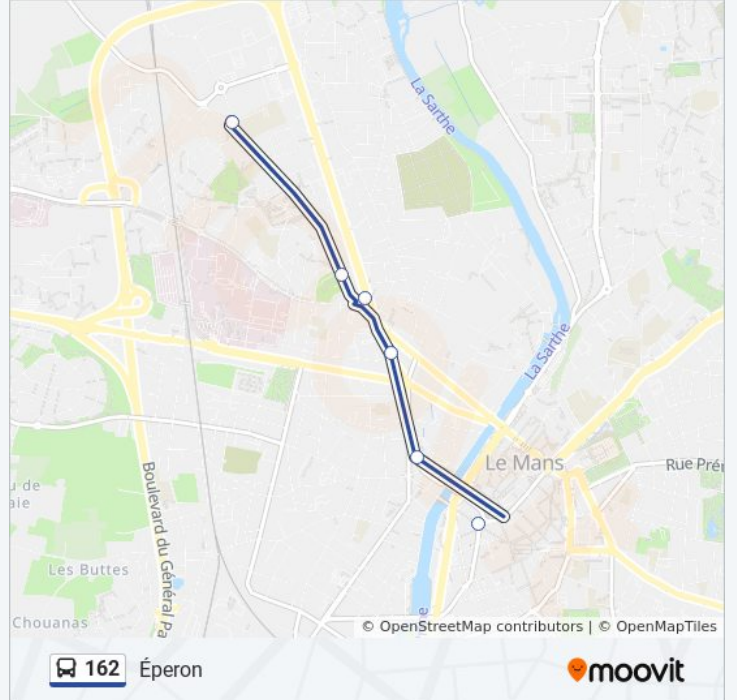 La Sarthe
La Sarthe
Le Mans
Rue Pré
u de
aie
Boulevard du Général Pa
Les Buttes
Chouanas
e
© OpenStreetMap contributors | © OpenMapTiles
162 Éperon
moovit